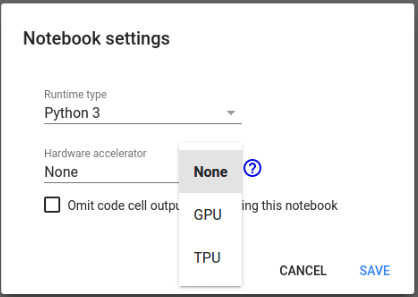 Notebook settings
Runtime type
Python 3
Hardware accelerator
None
None
GPU
TPU
Omit code cell outpu
ing this notebook
CANCEL
SAVE